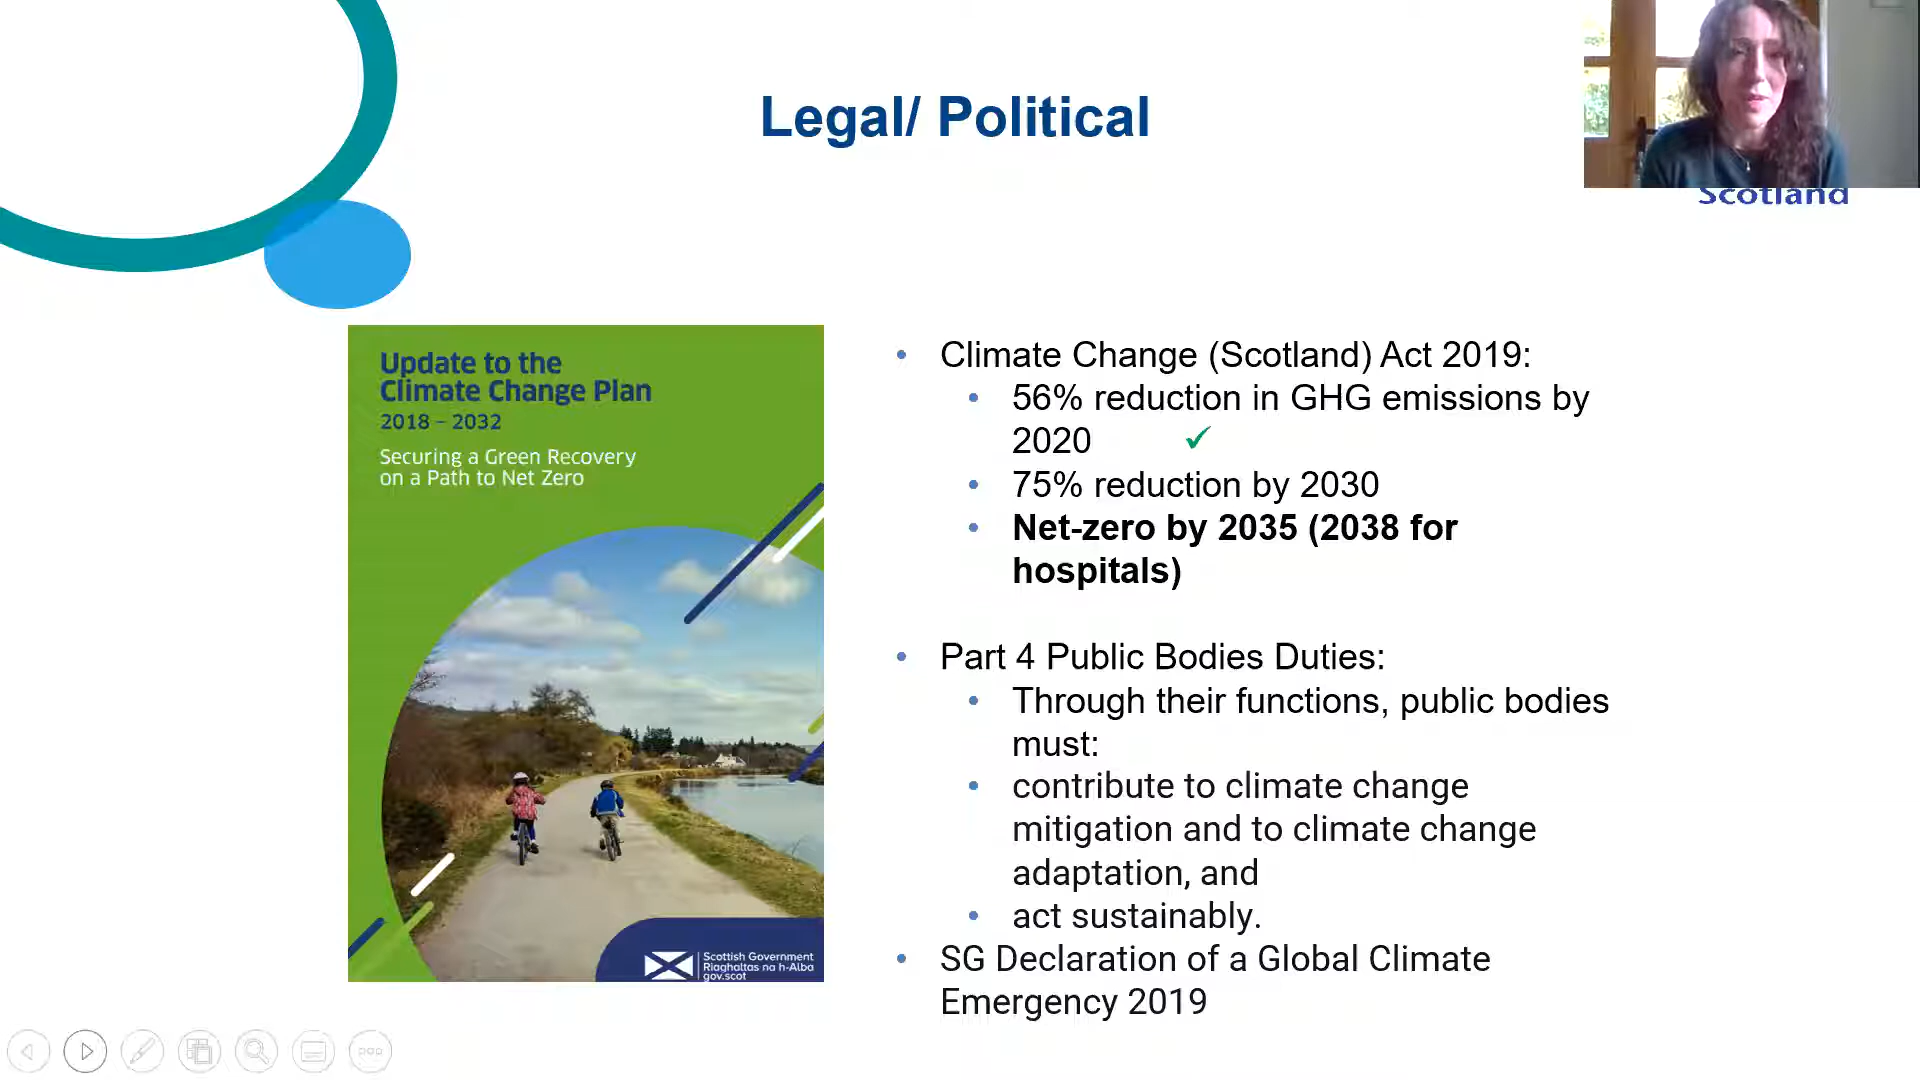 Legal/ Political
Scotland
Update to the
Climate Change Plan
2018 – 2032
Securing a Green Recovery
on a Path to Net Zero
Scottish Government
Riaghaltas na h-Alba
gov.scot
• Climate Change (Scotland) Act 2019:
• 56% reduction in GHG emissions by
2020 ✓
• 75% reduction by 2030
• Net-zero by 2035 (2038 for
hospitals)
• Part 4 Public Bodies Duties:
• Through their functions, public bodies
must:
• contribute to climate change
mitigation and to climate change
adaptation, and
• act sustainably.
• SG Declaration of a Global Climate
Emergency 2019